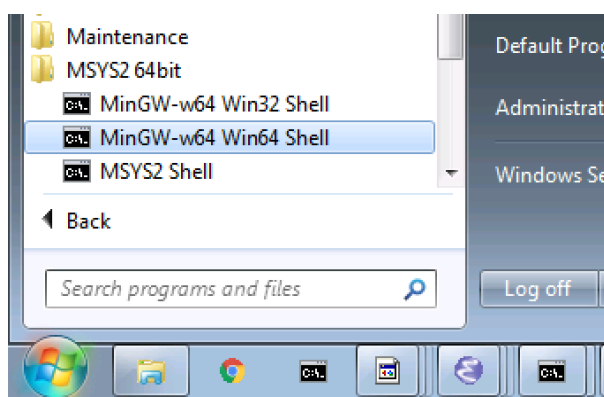 Maintenance
MSYS2 64bit
MinGW-w64 Win32 Shell
MinGW-w64 Win64 Shell
MSYS2 Shell
Back
Search programs and files
Default Prog
Administrat
Windows Se
Log off